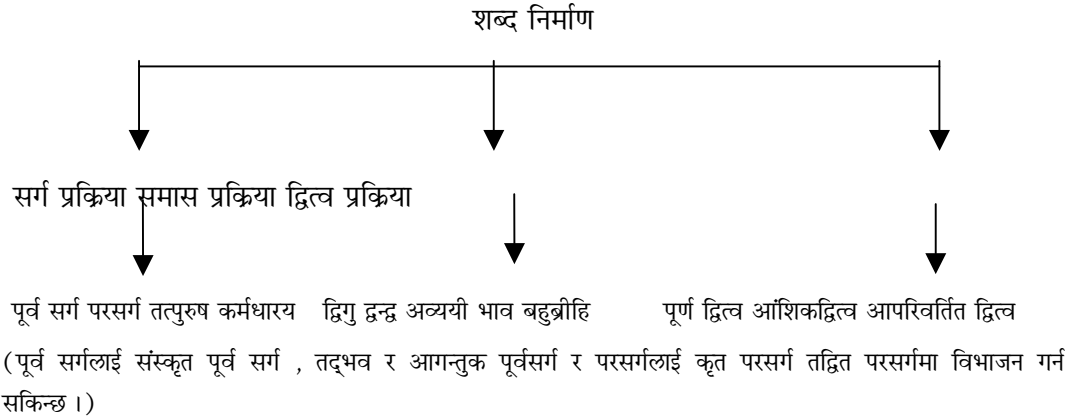 शब्द निर्माण
सर्ग प्रक्रिया समास प्रक्रिया द्वित्व प्रक्रिया
पूर्व सर्ग परसर्ग तत्पुरुष कर्मधारय द्विगु द्वन्द्व अव्ययी भाव बहुब्रीहि पूर्ण द्वित्व आंशिकद्वित्व आपरिवर्तित द्वित्व
(पूर्व सर्गलाई संस्कृत पूर्व सर्ग , तद्भव र आगन्तुक पूर्वसर्ग र परसर्गलाई कृत परसर्ग तद्वित परसर्गमा विभाजन गर्न
सकिन्छ ।)